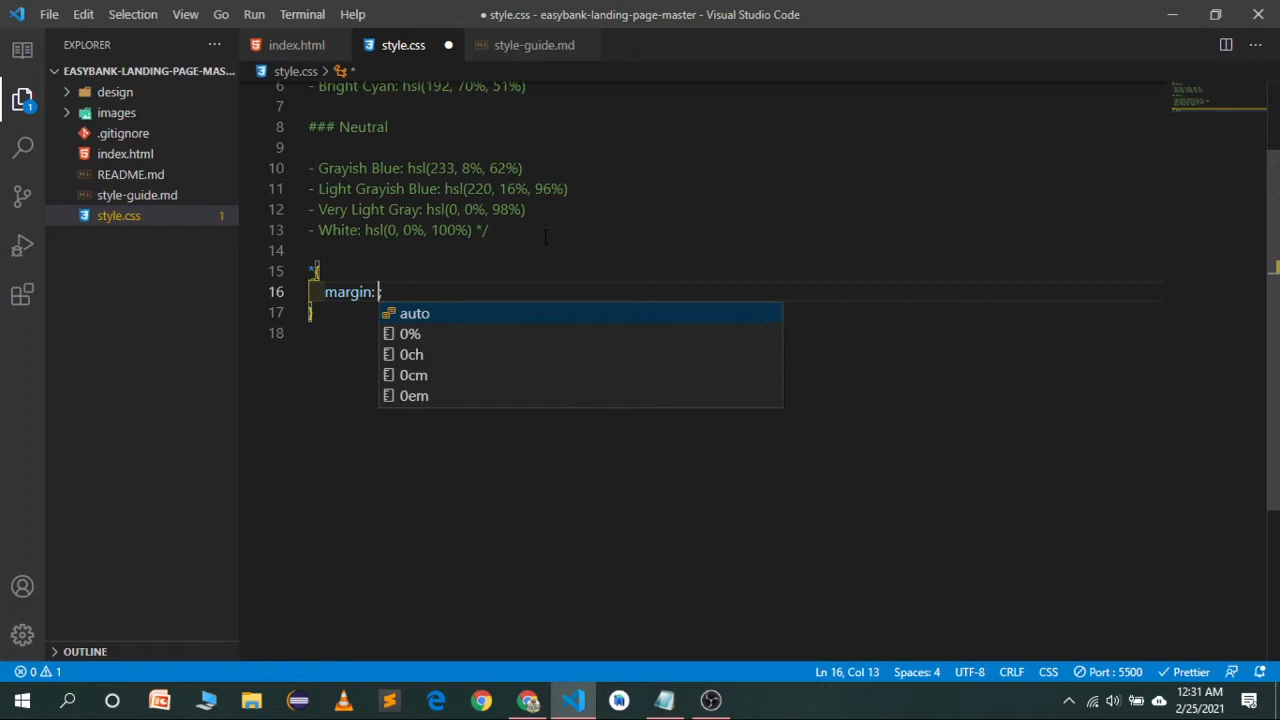 File Edit Selection View Go Run Terminal Help
● style.css - easybank-landing-page-master - Visual Studio Code
EXPLORER
index.html
style.css
style-guide.md
EASYBANK-LANDING-PAGE-MAS...
style.css > *
design
images
.gitignore
index.html
README.md
style-guide.md
style.css 1
6 - Bright Cyan: hsl(192, 70%, 51%)
7
8 ### Neutral
9
10 - Grayish Blue: hsl(233, 8%, 62%)
11 - Light Grayish Blue: hsl(220, 16%, 96%)
12 - Very Light Gray: hsl(0, 0%, 98%)
13 - White: hsl(0, 0%, 100%) */
14
15 *{
16 margin: ;
17 }
18
auto
0%
0ch
0cm
0em
1
OUTLINE
0 1
Ln 16, Col 13 Spaces: 4 UTF-8 CRLF CSS Port : 5500 Prettier
12:31 AM
2/25/2021